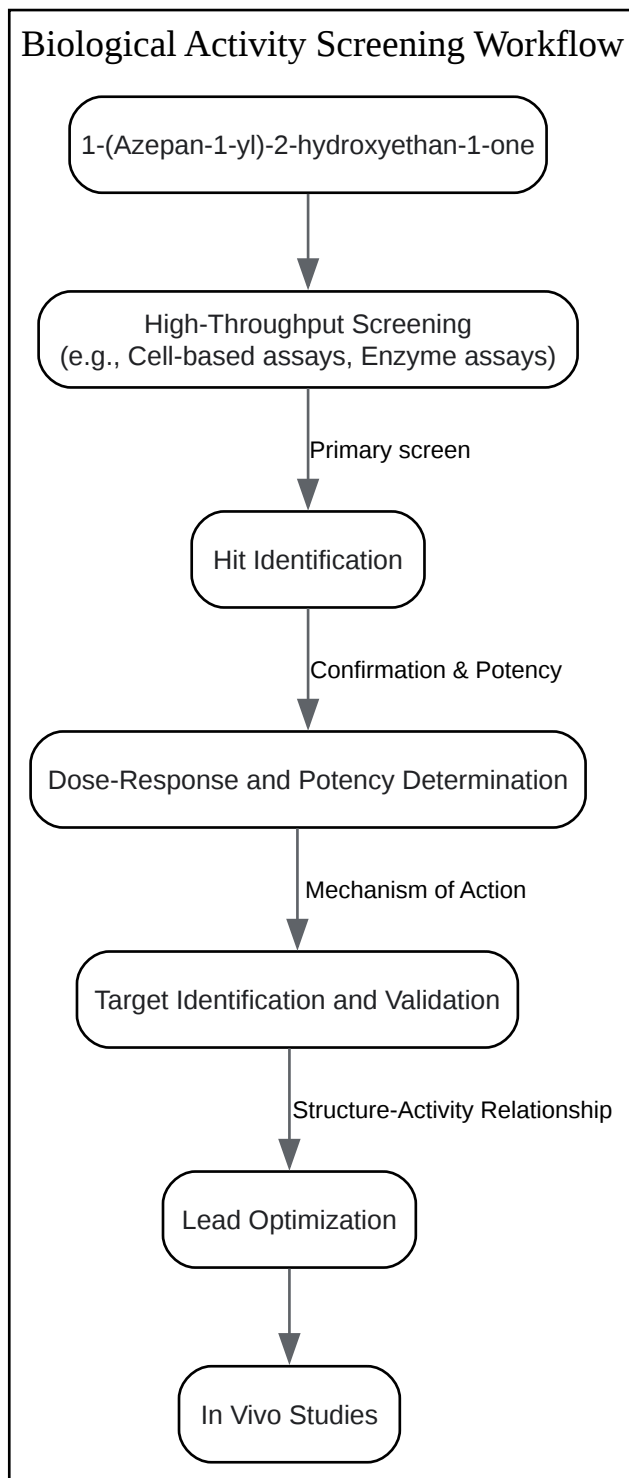 Biological Activity Screening Workflow
1-(Azepan-1-yl)-2-hydroxyethan-1-one
High-Throughput Screening
(e.g., Cell-based assays, Enzyme assays)
Primary screen
Hit Identification
Confirmation & Potency
Dose-Response and Potency Determination
Mechanism of Action
Target Identification and Validation
Structure-Activity Relationship
Lead Optimization
In Vivo Studies